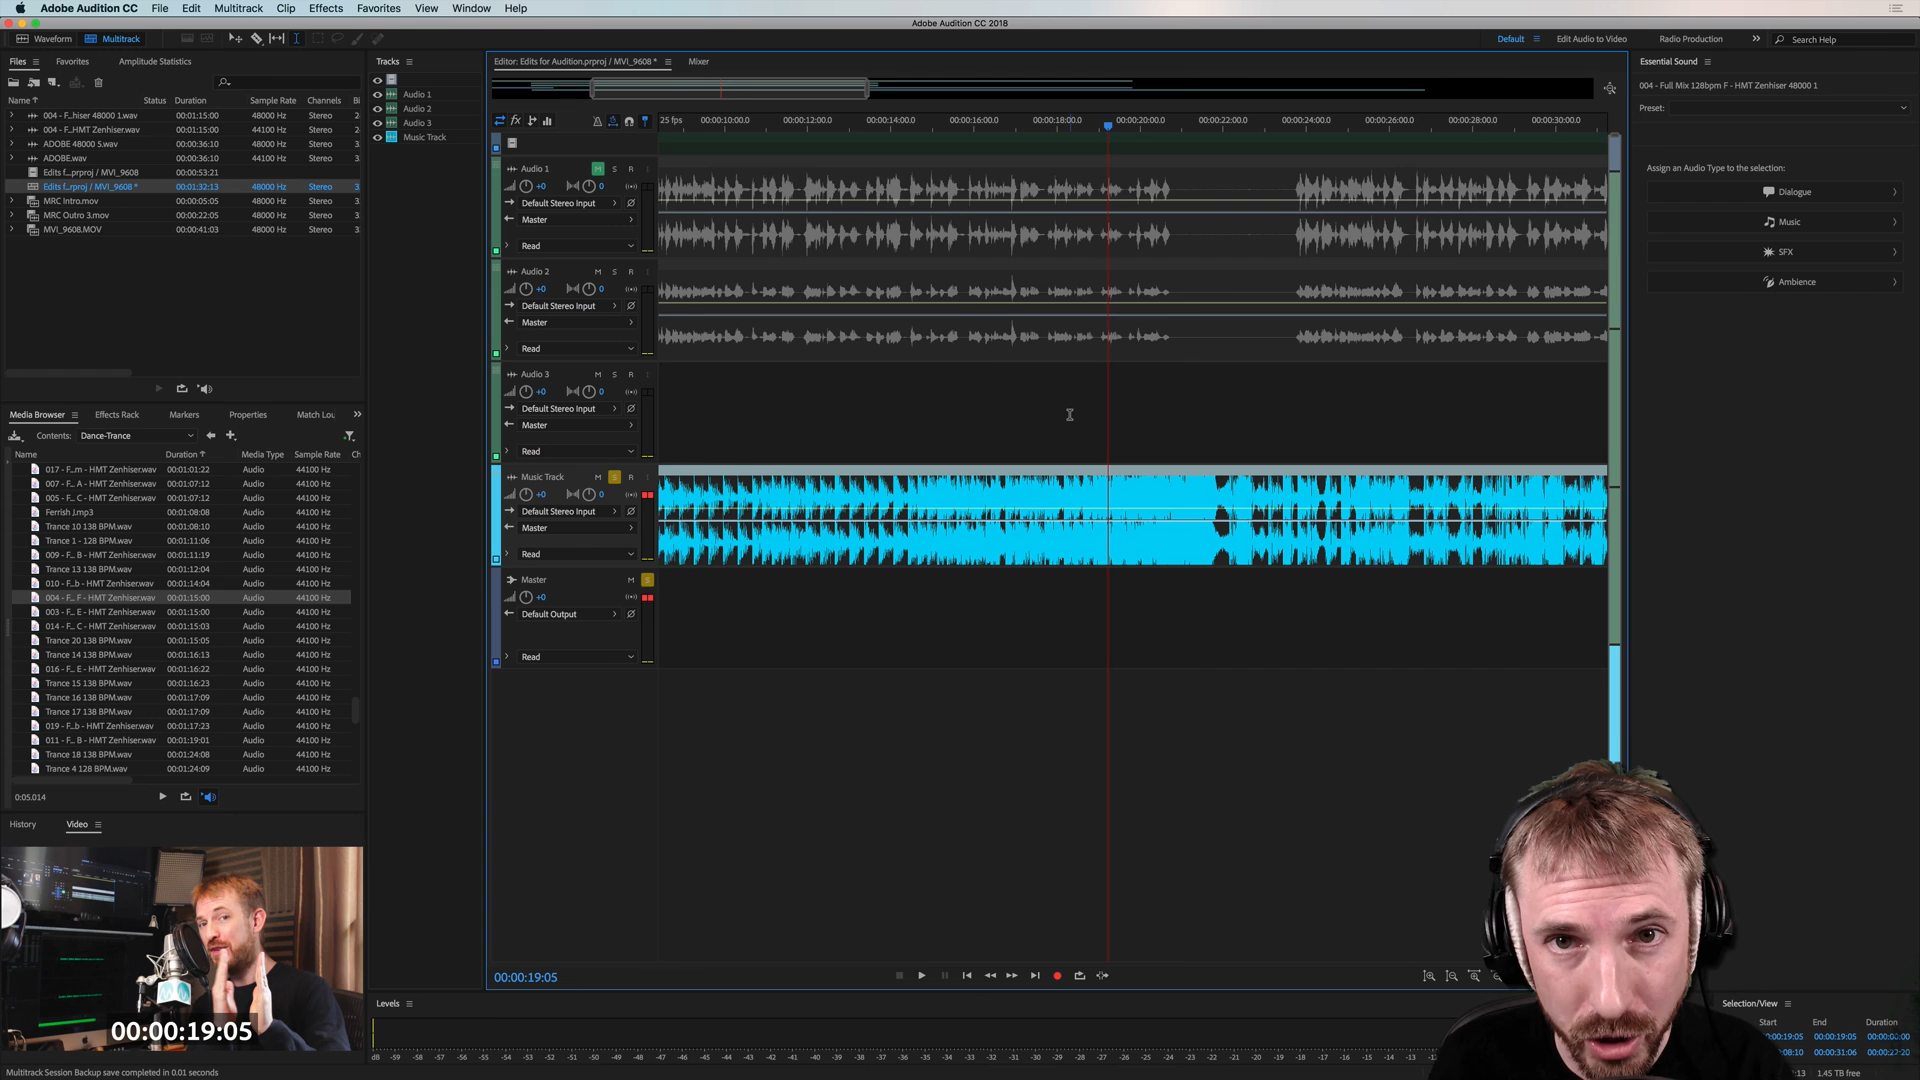 Adobe Audition CC File Edit Multitrack Clip Effects Favorites View Window Help
Adobe Audition CC 2018
Waveform Multitrack Default Edit Audio to Video Radio Production Search Help
Files Favorites Amplitude Statistics
Name Status Duration Sample Rate Channels Bi
004 - F...hiser 48000 1.wav 00:01:15:00 48000 Hz Stereo
004 - F...HMT Zenhiser.wav 00:01:15:00 44100 Hz Stereo
ADOBE 48000 5.wav 00:00:36:10 48000 Hz Stereo 3
ADOBE.wav 00:00:36:10 44100 Hz Stereo 3
Edits f...prproj / MVI_9608 00:00:53:21
Edits f...rproj / MVI_9608 * 00:01:32:13 48000 Hz Stereo 3
MRC Intro.mov 00:00:05:05 48000 Hz Stereo 3
MRC Outro 3.mov 00:00:22:05 48000 Hz Stereo 3
MVI_9608.MOV 00:00:41:03 48000 Hz Stereo 3
Media Browser Effects Rack Markers Properties Match Lou
Contents: Dance-Trance
Name Duration Media Type Sample Rate Ch
017 - F...m - HMT Zenhiser.wav 00:01:01:22 Audio 44100 Hz
007 - F... A - HMT Zenhiser.wav 00:01:07:12 Audio 44100 Hz
005 - F... C - HMT Zenhiser.wav 00:01:07:12 Audio 44100 Hz
Ferrish J.mp3 00:01:08:08 Audio 44100 Hz
Trance 10 138 BPM.wav 00:01:08:10 Audio 44100 Hz
Trance 1 - 128 BPM.wav 00:01:11:06 Audio 44100 Hz
009 - F... B - HMT Zenhiser.wav 00:01:11:19 Audio 44100 Hz
Trance 13 138 BPM.wav 00:01:12:04 Audio 44100 Hz
010 - F...b - HMT Zenhiser.wav 00:01:14:04 Audio 44100 Hz
004 - F... F - HMT Zenhiser.wav 00:01:15:00 Audio 44100 Hz
003 - F... E - HMT Zenhiser.wav 00:01:15:00 Audio 44100 Hz
014 - F... C - HMT Zenhiser.wav 00:01:15:03 Audio 44100 Hz
Trance 20 138 BPM.wav 00:01:15:05 Audio 44100 Hz
Trance 14 138 BPM.wav 00:01:16:13 Audio 44100 Hz
016 - F... E - HMT Zenhiser.wav 00:01:16:22 Audio 44100 Hz
Trance 15 138 BPM.wav 00:01:16:23 Audio 44100 Hz
Trance 16 138 BPM.wav 00:01:17:09 Audio 44100 Hz
Trance 17 138 BPM.wav 00:01:17:09 Audio 44100 Hz
019 - F...b - HMT Zenhiser.wav 00:01:17:23 Audio 44100 Hz
011 - F... B - HMT Zenhiser.wav 00:01:19:01 Audio 44100 Hz
Trance 18 138 BPM.wav 00:01:24:08 Audio 44100 Hz
Trance 4 128 BPM.wav 00:01:24:09 Audio 44100 Hz
0:05.014
History Video
00:00:19:05
Multitrack Session Backup save completed in 0.01 seconds
Tracks
Audio 1
Audio 2
Audio 3
Music Track
Editor: Edits for Audition.prproj / MVI_9608 * Mixer
fx 25 fps 00:00:10:00.0 00:00:12:00.0 00:00:14:00.0 00:00:16:00.0 00:00:18:00.0 00:00:20:00.0 00:00:22:00.0 00:00:24:00.0 00:00:26:00.0 00:00:28:00.0 00:00:30:00.0
Audio 1 M S R I
+0 0
Default Stereo Input
Master
Read
Audio 2 M S R I
+0 0
Default Stereo Input
Master
Read
Audio 3 M S R I
+0 0
Default Stereo Input
Master
Read
Music Track M S R I
+0 0
Default Stereo Input
Master
Read
Master M S
+0
Default Output
Read
00:00:19:05
Levels
dB -59 -58 -57 -56 -55 -54 -53 -52 -51 -50 -49 -48 -47 -46 -45 -44 -43 -42 -41 -40 -39 -38 -37 -36 -35 -34 -33 -32 -31 -30 -29 -28 -27 -26 -25 -24 -23 -22 -21 -20 -19 -18 -17 -16 -15 -14 -13
Essential Sound
004 - Full Mix 128bpm F - HMT Zenhiser 48000 1
Preset:
Assign an Audio Type to the selection:
Dialogue
Music
SFX
Ambience
Selection/View
Start End Duration
:00:19:05 00:00:19:05 00:00:00:00
:08:10 00:00:31:06
:13 1.45 TB free